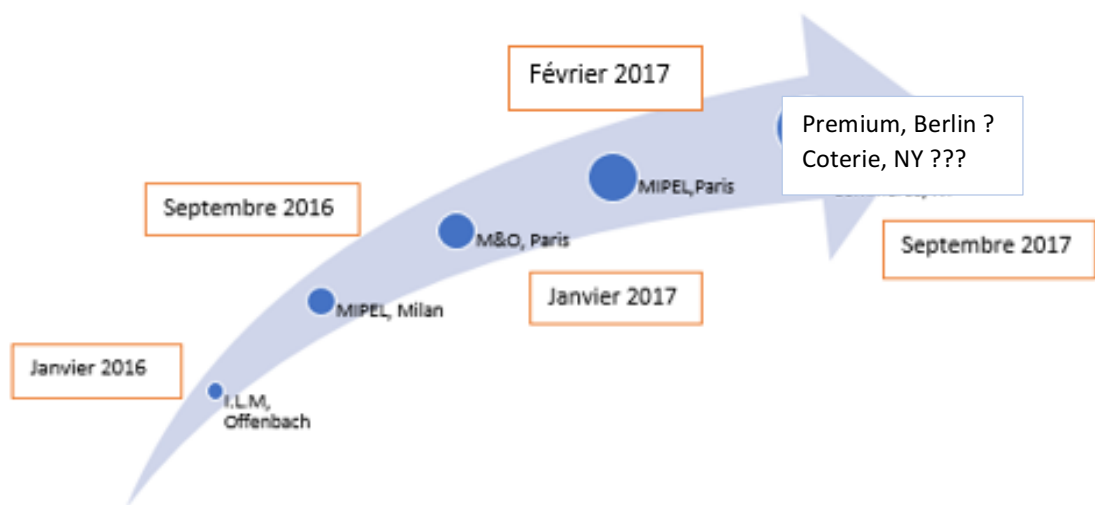 Février 2017
Premium, Berlin ?
Coterie, NY ???
MIPEL,Paris
Septembre 2016
M&O, Paris
Septembre 2017
Janvier 2017
MIPEL, Milan
Janvier 2016
I.L.M,
Offenbach